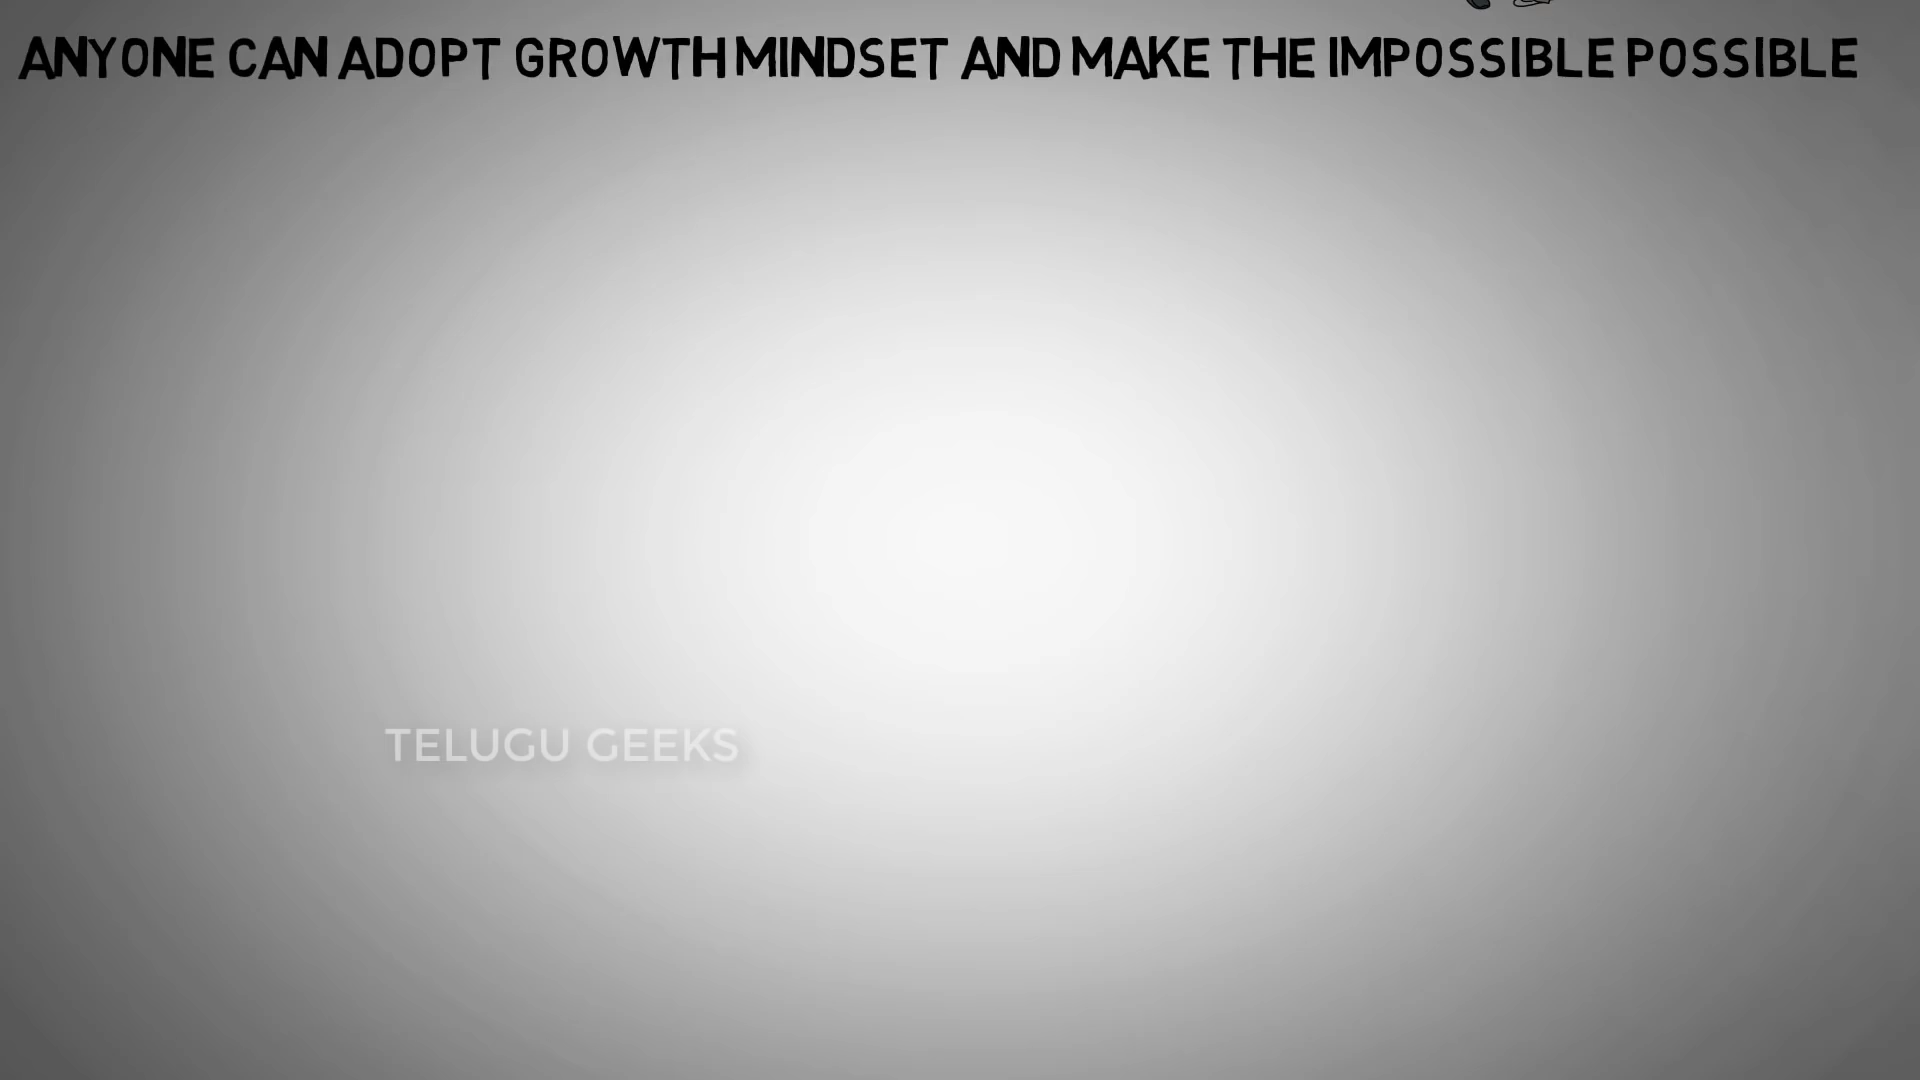 ANYONE CAN ADOPT GROWTH MINDSET AND MAKE THE IMPOSSIBLE POSSIBLE
TELUGU GEEKS